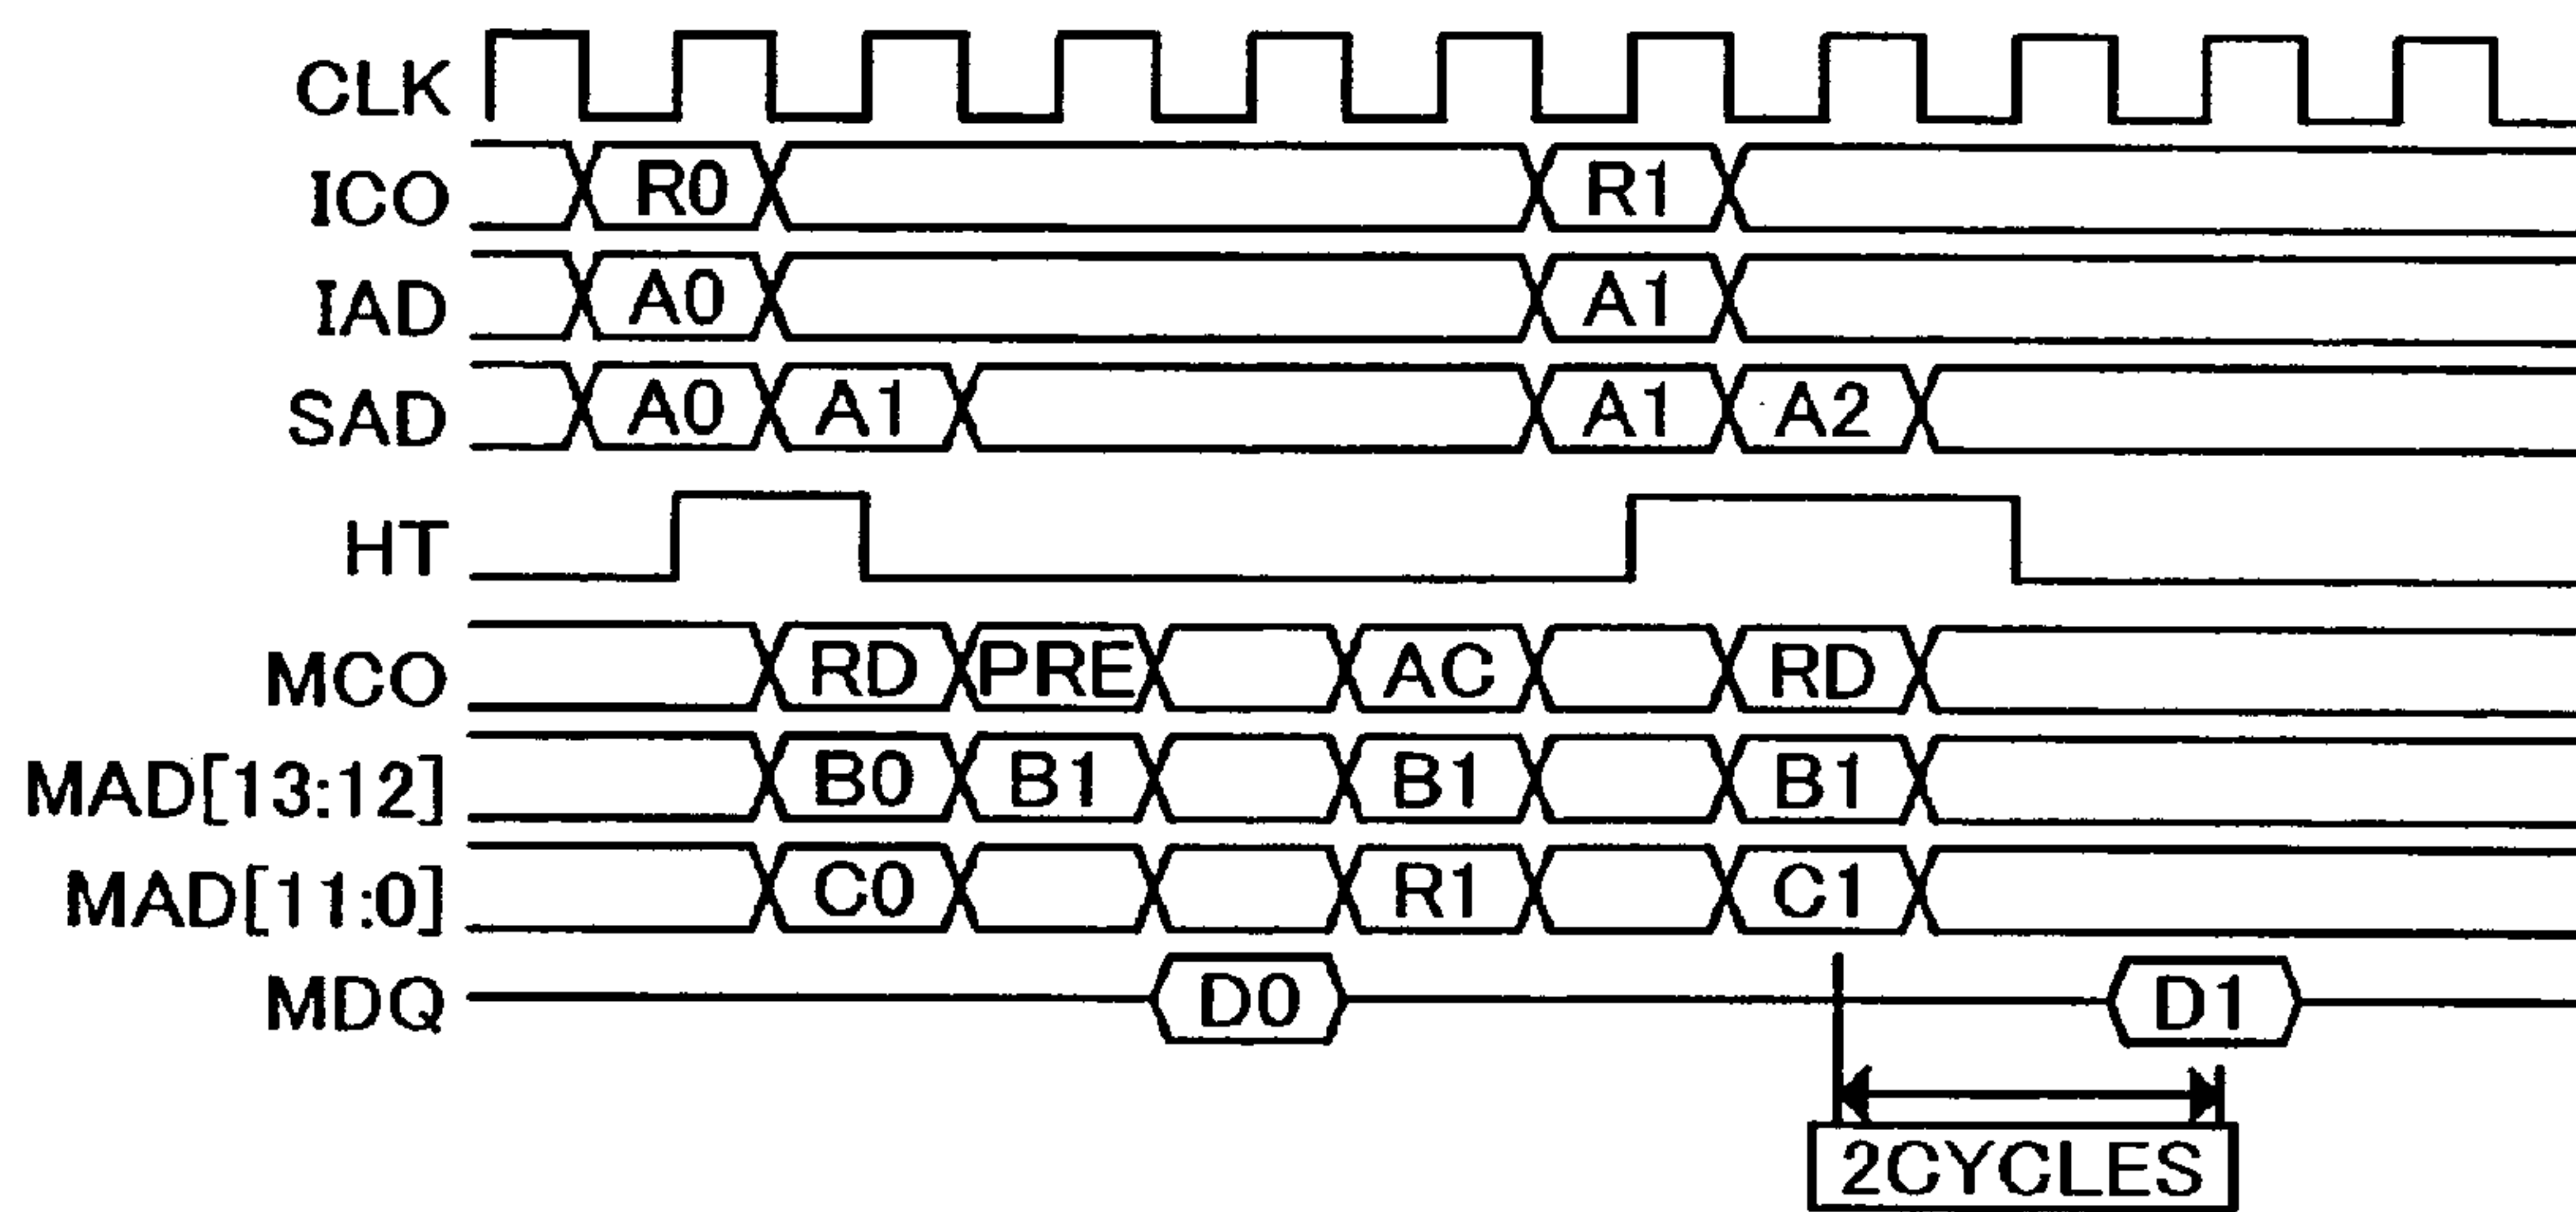 CLK
ICO R0 R1
IAD A0 A1
SAD A0 A1 A1 A2
HT
MCO RD PRE AC RD
MAD[13:12] B0 B1 B1 B1
MAD[11:0] C0 R1 C1
MDQ D0 D1
2CYCLES